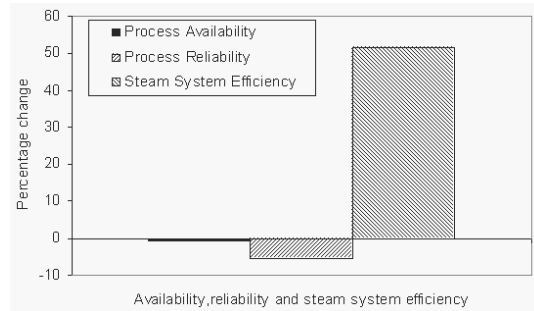 60
50
40
30
20
10
0
-10
Percentage change
Process Availability
Process Reliability
Steam System Efficiency
Availability,reliability and steam system efficiency